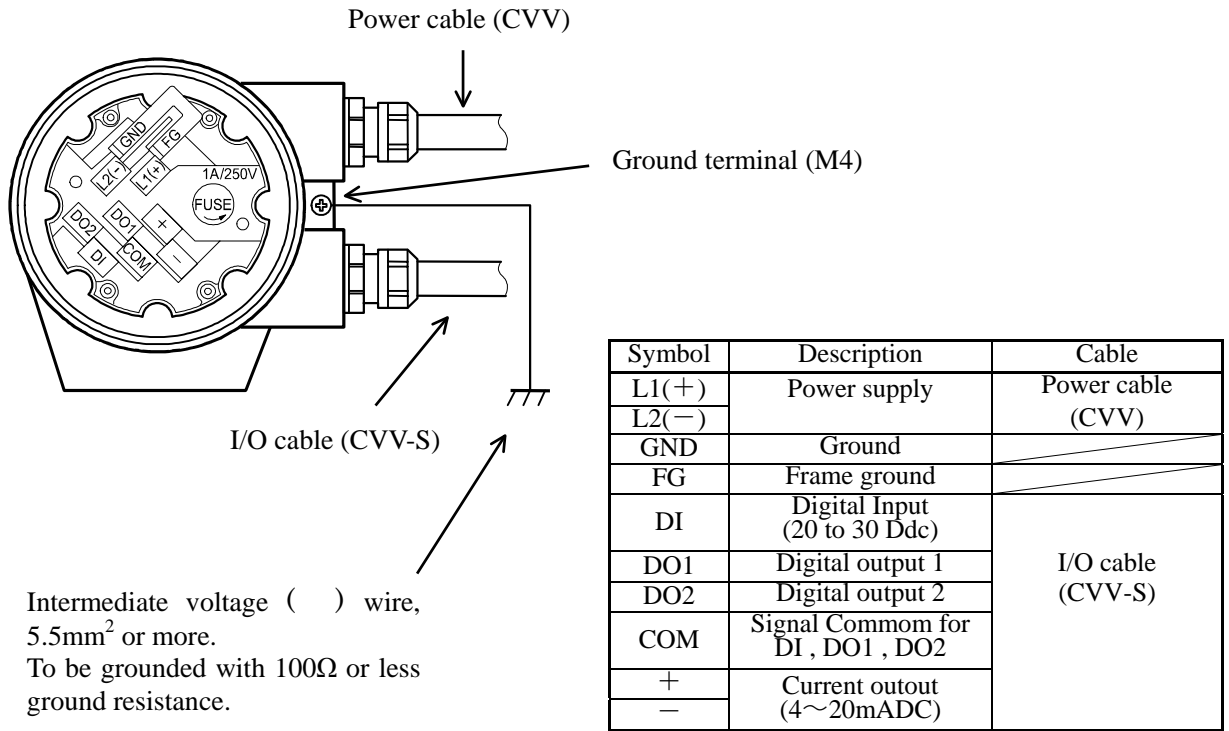 Power cable (CVV)
Ground terminal (M4)
GND
FG
L2(-)
L1(+)
1A/250V
FUSE
DO2
DO1
+
DI
COM
-
I/O cable (CVV-S)
Intermediate voltage (   ) wire,
5.5mm² or more.
To be grounded with 100Ω or less
ground resistance.
Symbol Description Cable
L1(+) Power supply Power cable
L2(-) (CVV)
GND Ground
FG Frame ground
DI Digital Input
(20 to 30 Ddc)
DO1 Digital output 1 I/O cable
DO2 Digital output 2 (CVV-S)
COM Signal Commom for
DI , DO1 , DO2
+ Current outout
- (4～20mADC)